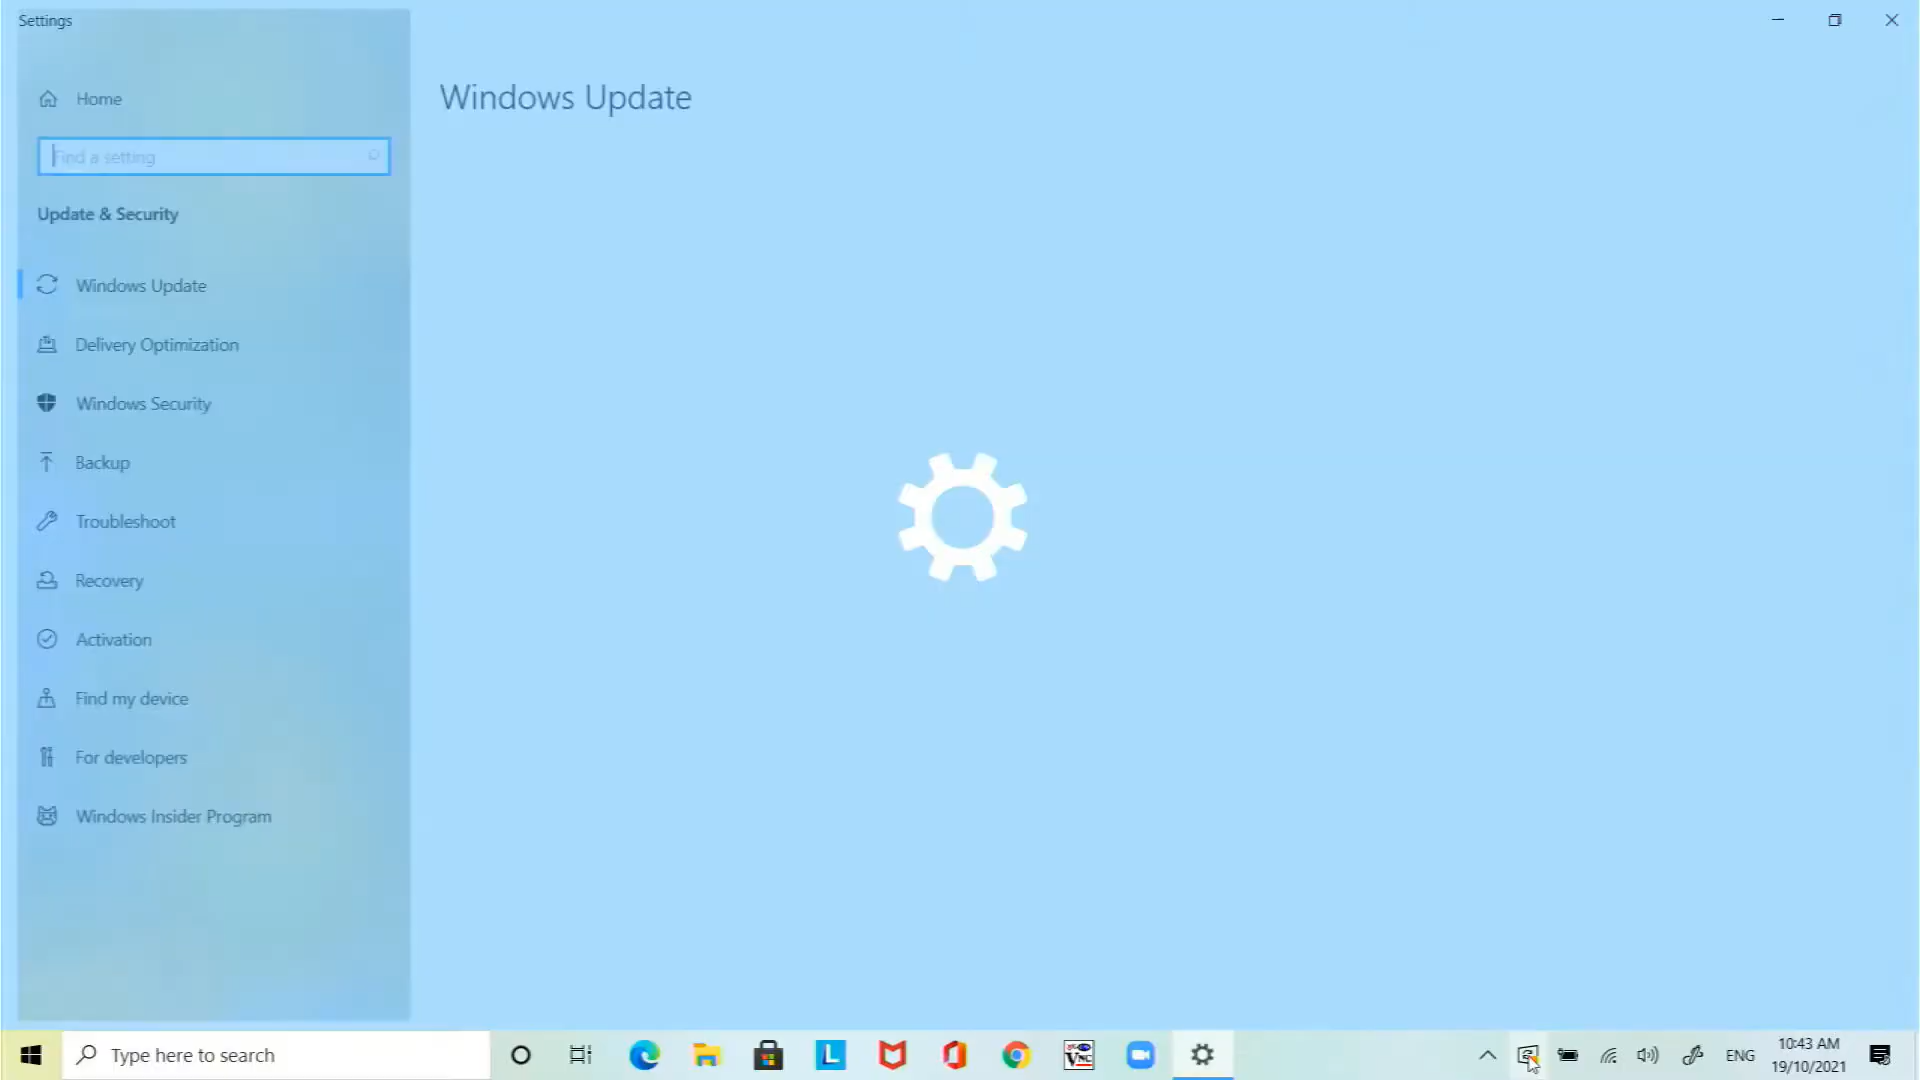 Settings
Home
Windows Update
Find a setting
Update & Security
Windows Update
Delivery Optimization
Windows Security
Backup
Troubleshoot
Recovery
Activation
Find my device
For developers
Windows Insider Program
Type here to search
L
VNC
ENG
10:43 AM
19/10/2021